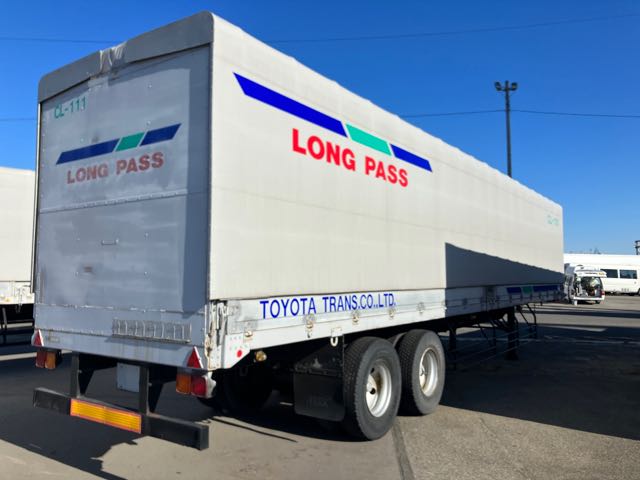 CL-111
LONG PASS
LONG PASS
TOYOTA TRANS.CO.,LTD.